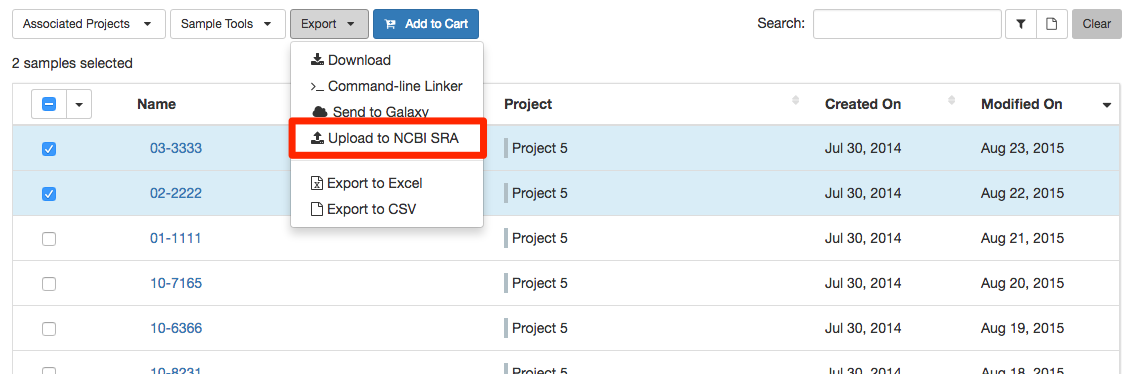 Associated Projects Sample Tools Export Add to Cart Search: Clear
2 samples selected
Download
Command-line Linker
Send to Galaxy
Upload to NCBI SRA
Export to Excel
Export to CSV
Name Project Created On Modified On
03-3333 Project 5 Jul 30, 2014 Aug 23, 2015
02-2222 Project 5 Jul 30, 2014 Aug 22, 2015
01-1111 Project 5 Jul 30, 2014 Aug 21, 2015
10-7165 Project 5 Jul 30, 2014 Aug 20, 2015
10-6366 Project 5 Jul 30, 2014 Aug 19, 2015
10-8231 Project 5 Jul 30, 2014 Aug 18, 2015